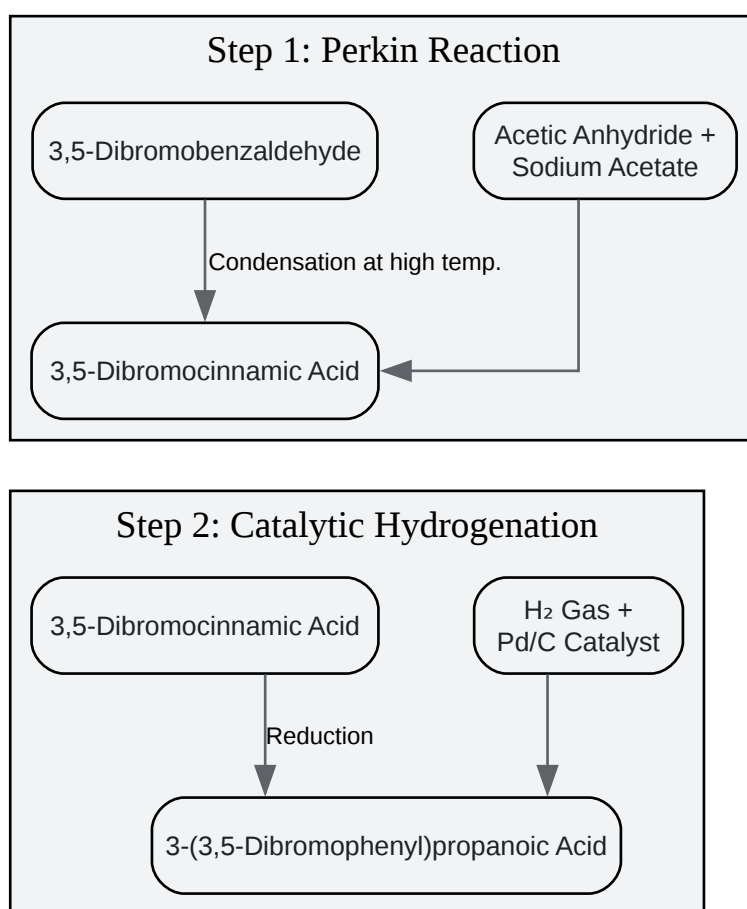 Step 1: Perkin Reaction
3,5-Dibromobenzaldehyde
Acetic Anhydride +
Sodium Acetate
Condensation at high temp.
3,5-Dibromocinnamic Acid
Step 2: Catalytic Hydrogenation
3,5-Dibromocinnamic Acid
H₂ Gas +
Pd/C Catalyst
Reduction
3-(3,5-Dibromophenyl)propanoic Acid